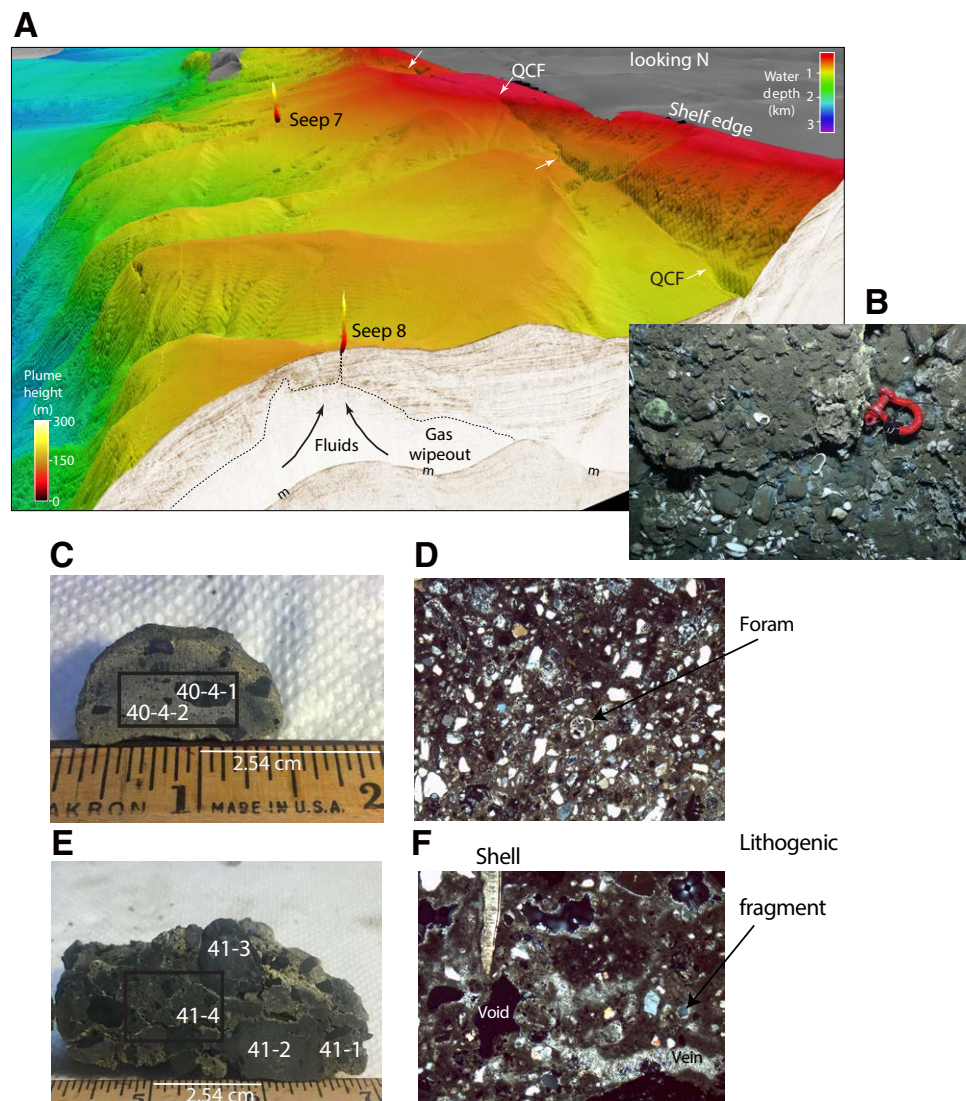 A
looking N
QCF
Water
depth
(km)
1
2
3
Shelf edge
Seep 7
QCF
B
Seep 8
Plume
height
(m)
300
150
0
Fluids
Gas
wipeout
m
m
m
C
40-4-1
40-4-2
2.54 cm
AKRON 1 MADE IN U.S.A. 2
D
Foram
E
41-3
41-4
41-2
41-1
2.54 cm
5
7
F
Shell
Lithogenic
fragment
Void
Vein